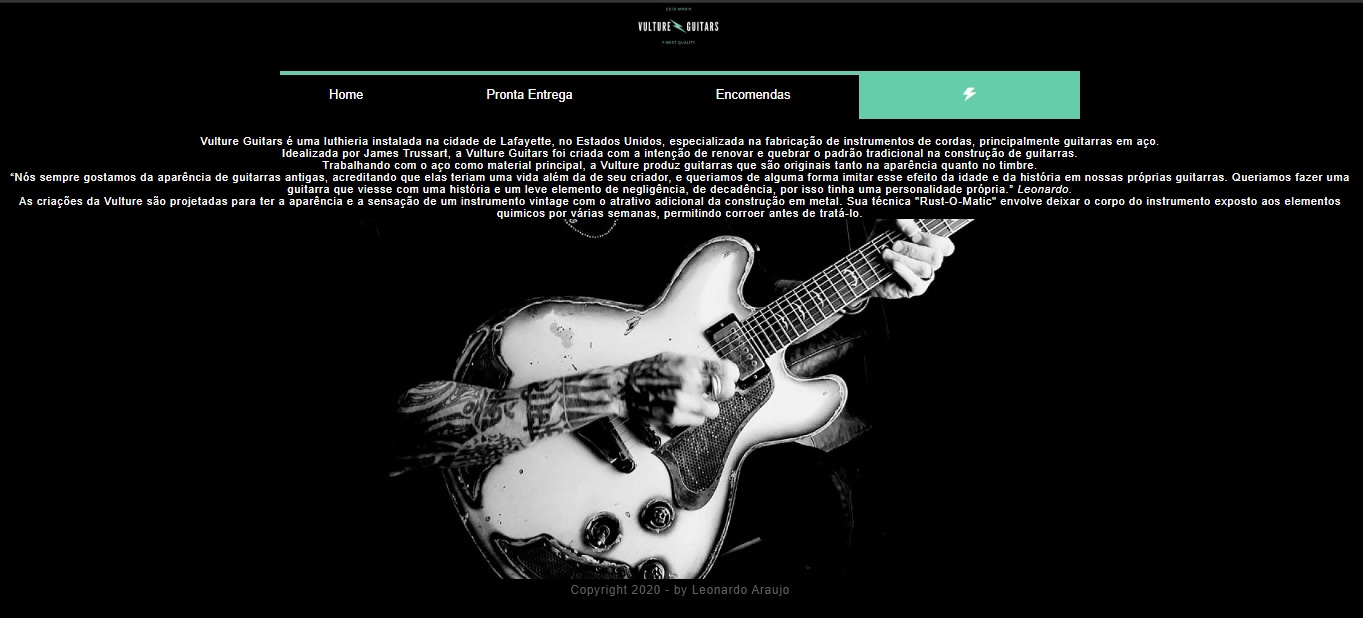 ESTD MMXIX
VULTURE GUITARS
FINEST QUALITY
Home Pronta Entrega Encomendas
Vulture Guitars é uma luthieria instalada na cidade de Lafayette, no Estados Unidos, especializada na fabricação de instrumentos de cordas, principalmente guitarras em aço.
Idealizada por James Trussart, a Vulture Guitars foi criada com a intenção de renovar e quebrar o padrão tradicional na construção de guitarras.
Trabalhando com o aço como material principal, a Vulture produz guitarras que são originais tanto na aparência quanto no timbre.
“Nós sempre gostamos da aparência de guitarras antigas, acreditando que elas teriam uma vida além da de seu criador, e queriamos de alguma forma imitar esse efeito da idade e da história em nossas próprias guitarras. Queriamos fazer uma
guitarra que viesse com uma história e um leve elemento de negligência, de decadência, por isso tinha uma personalidade própria.” Leonardo.
As criações da Vulture são projetadas para ter a aparência e a sensação de um instrumento vintage com o atrativo adicional da construção em metal. Sua técnica "Rust-O-Matic" envolve deixar o corpo do instrumento exposto aos elementos
quimicos por várias semanas, permitindo corroer antes de tratá-lo.
Copyright 2020 - by Leonardo Araujo